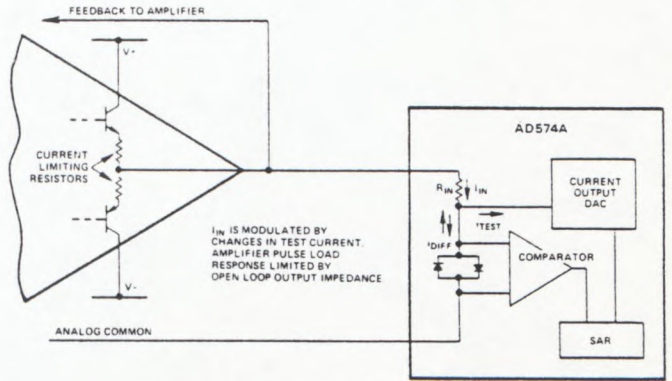 FEEDBACK TO AMPLIFIER
V+
AD574A
CURRENT
LIMITING
RESISTORS
RIN
IIN
CURRENT
OUTPUT
DAC
ITEST
IIN IS MODULATED BY
CHANGES IN TEST CURRENT.
AMPLIFIER PULSE LOAD
RESPONSE LIMITED BY
OPEN LOOP OUTPUT IMPEDANCE
IDIFF
COMPARATOR
V-
ANALOG COMMON
SAR